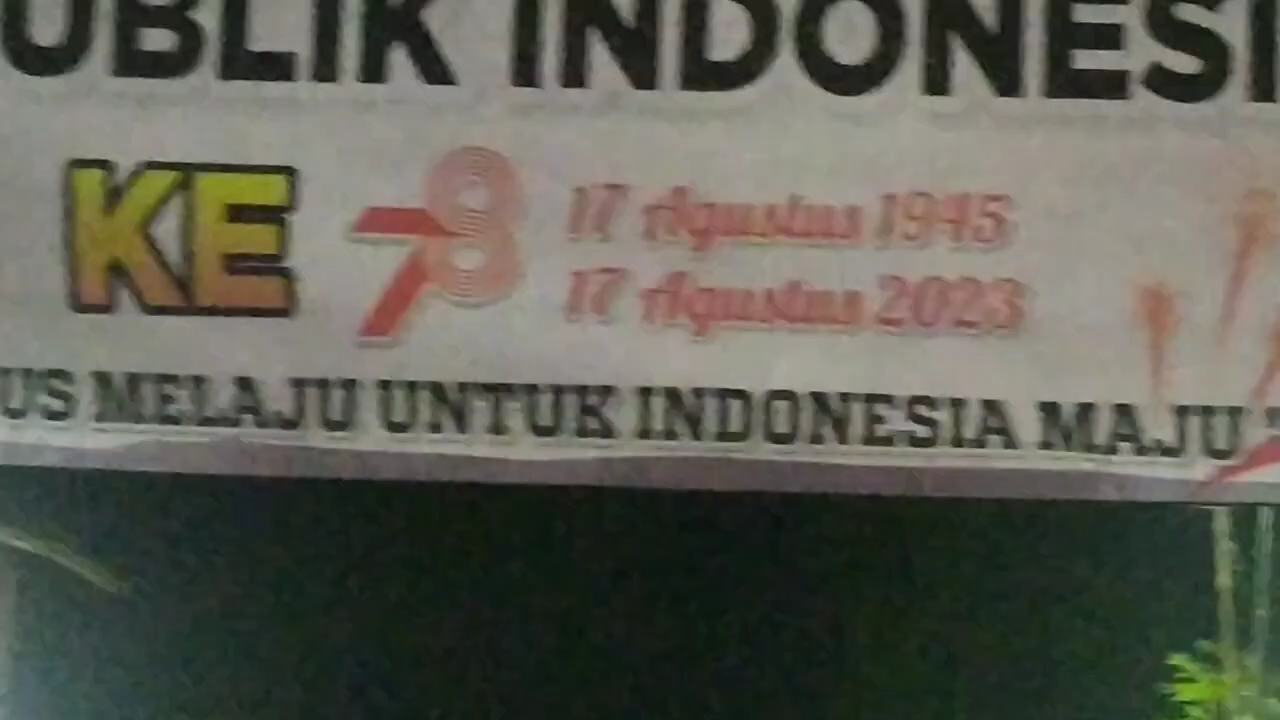 UBLIK INDONESI
KE 78 17 Agustus 1945
17 Agustus 2023
US MELAJU UNTUK INDONESIA MAJU "